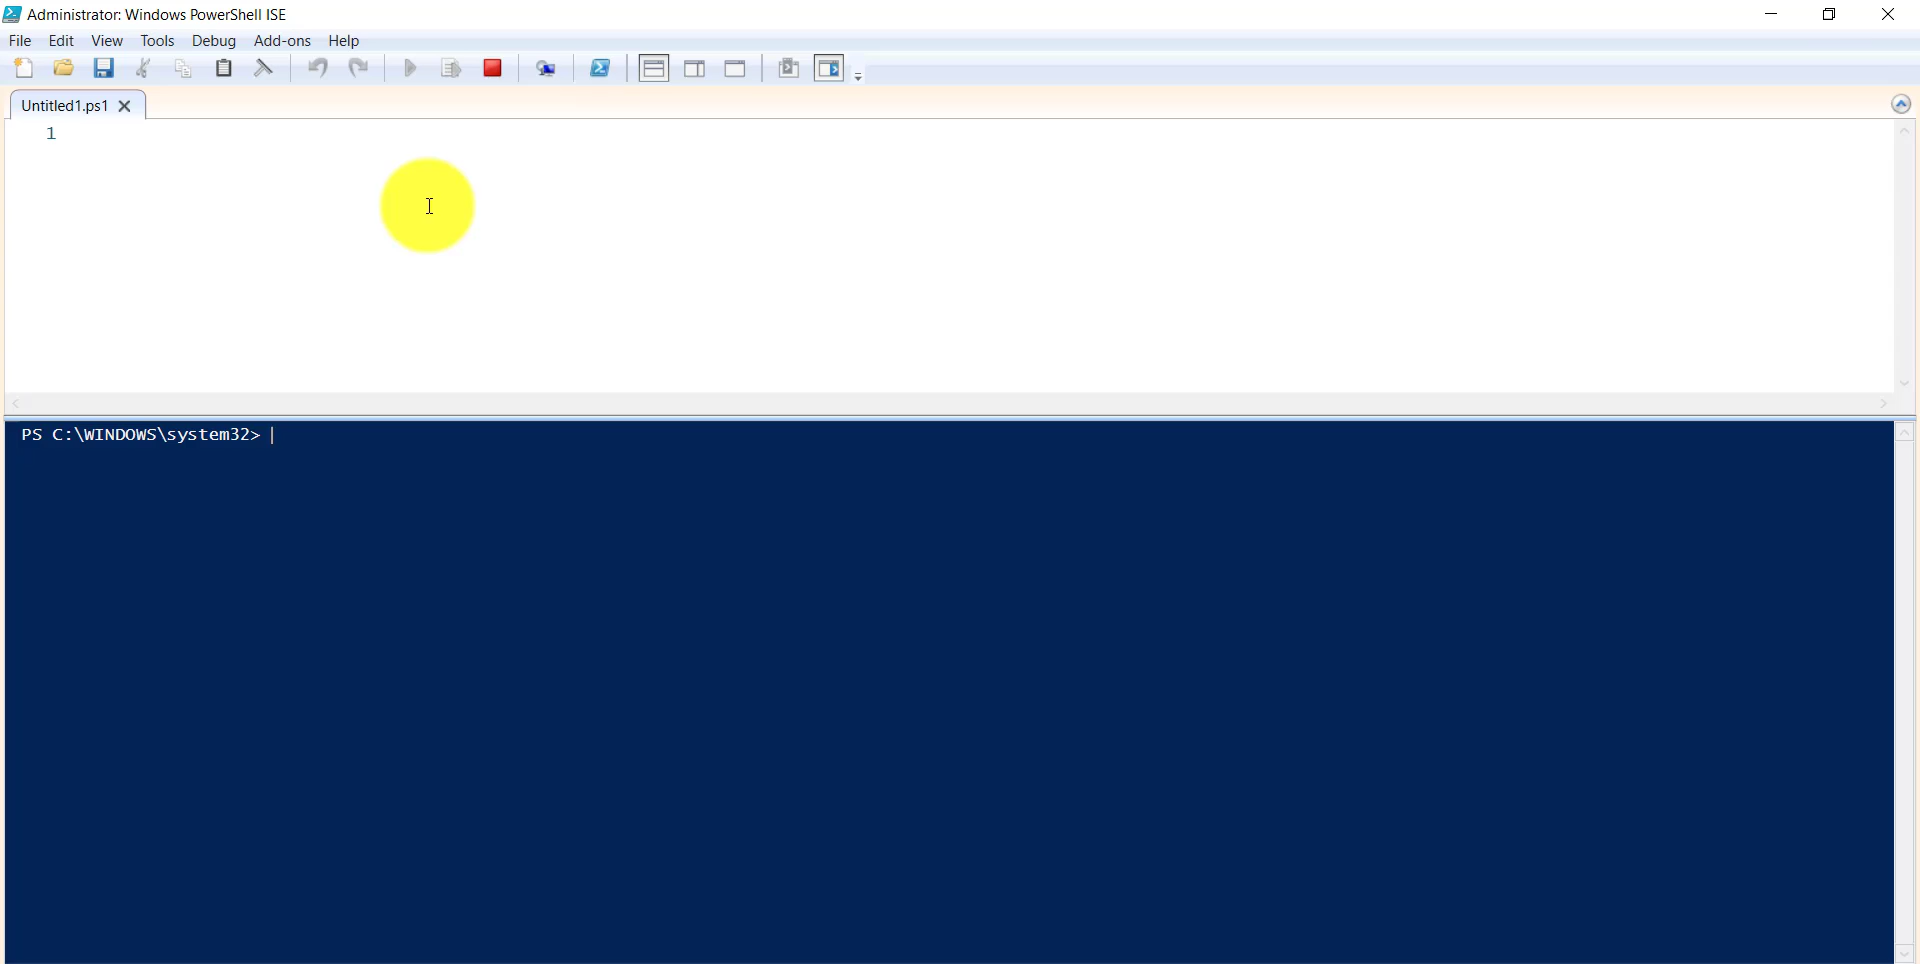 Administrator: Windows PowerShell ISE
File Edit View Tools Debug Add-ons Help
Untitled1.ps1
1
PS C:\WINDOWS\system32>